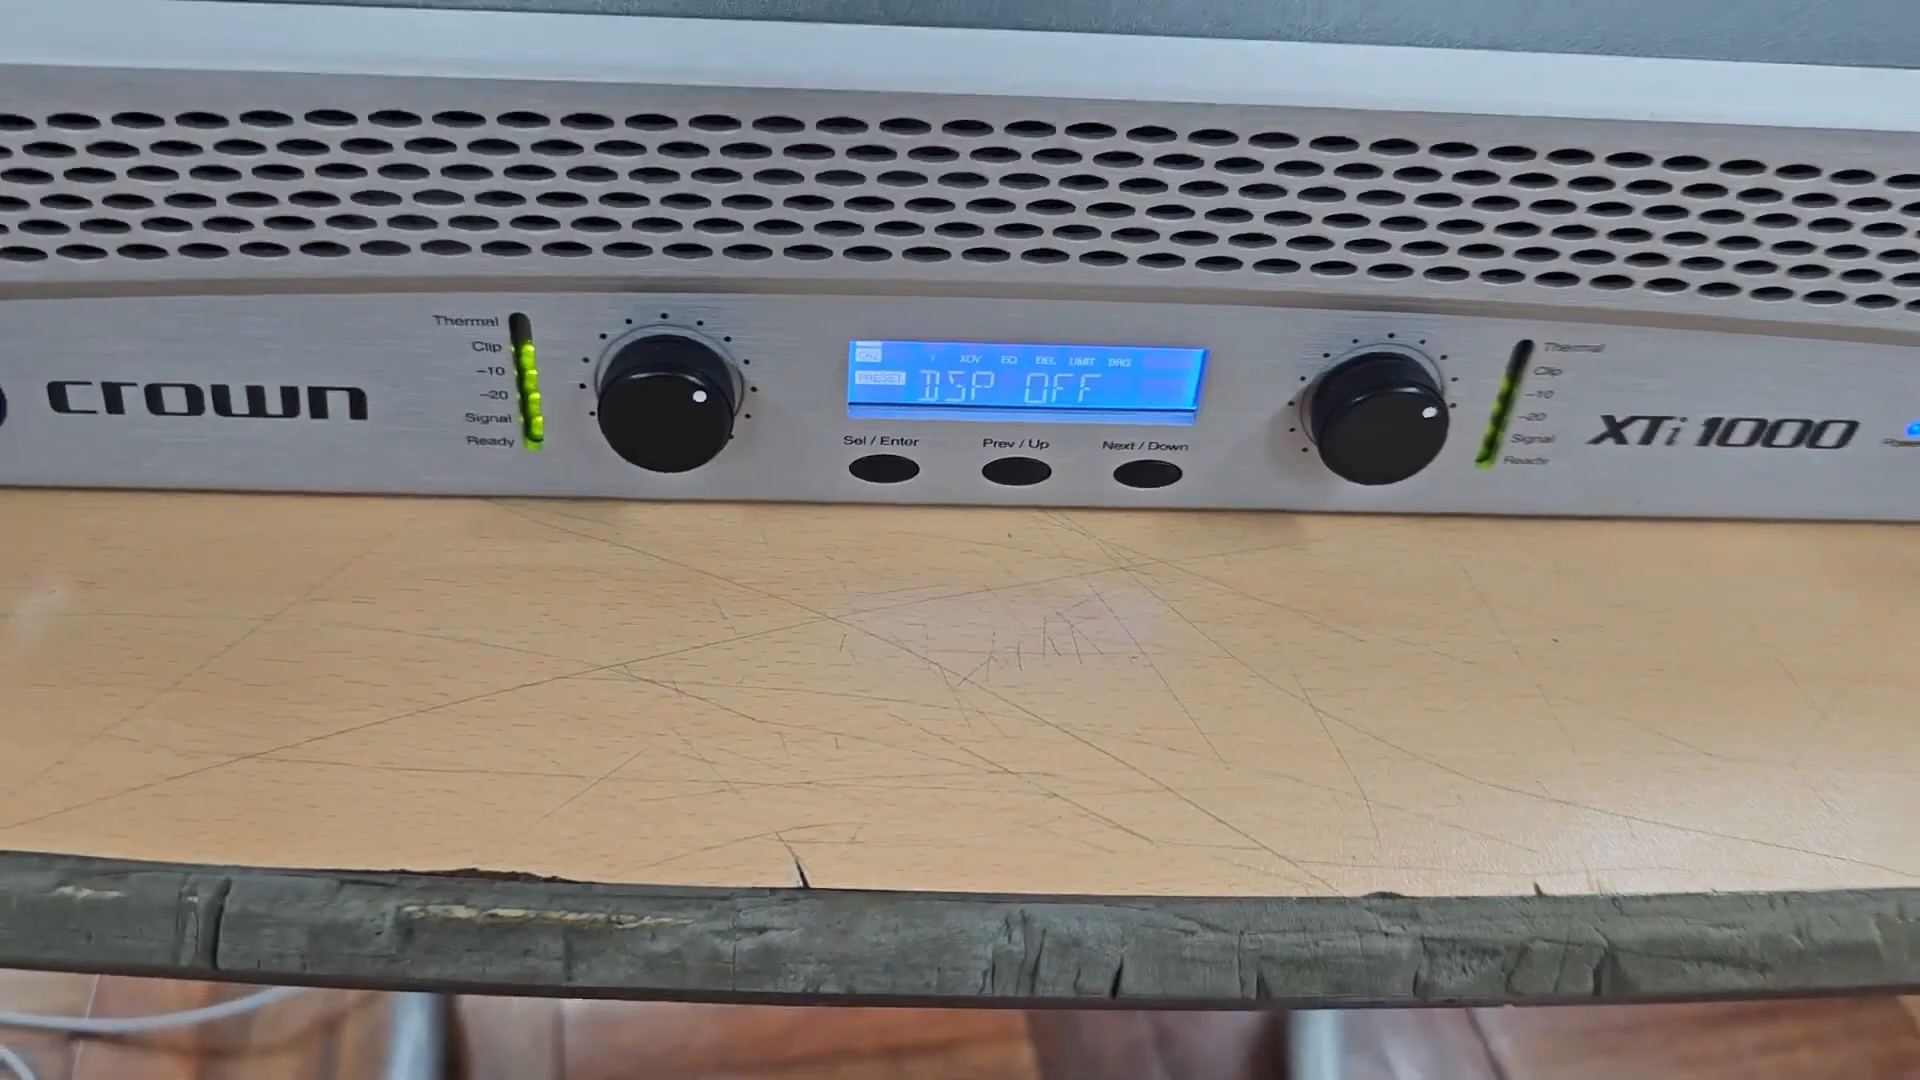 Thermal
Clip
-10
-20
Signal
Ready
crown
CH2 XOV EQ DEL LIMIT BRG
PRESET DSP OFF
Sel / Enter Prev / Up Next / Down
Thermal
Clip
-10
-20
Signal
Ready
XTi 1000